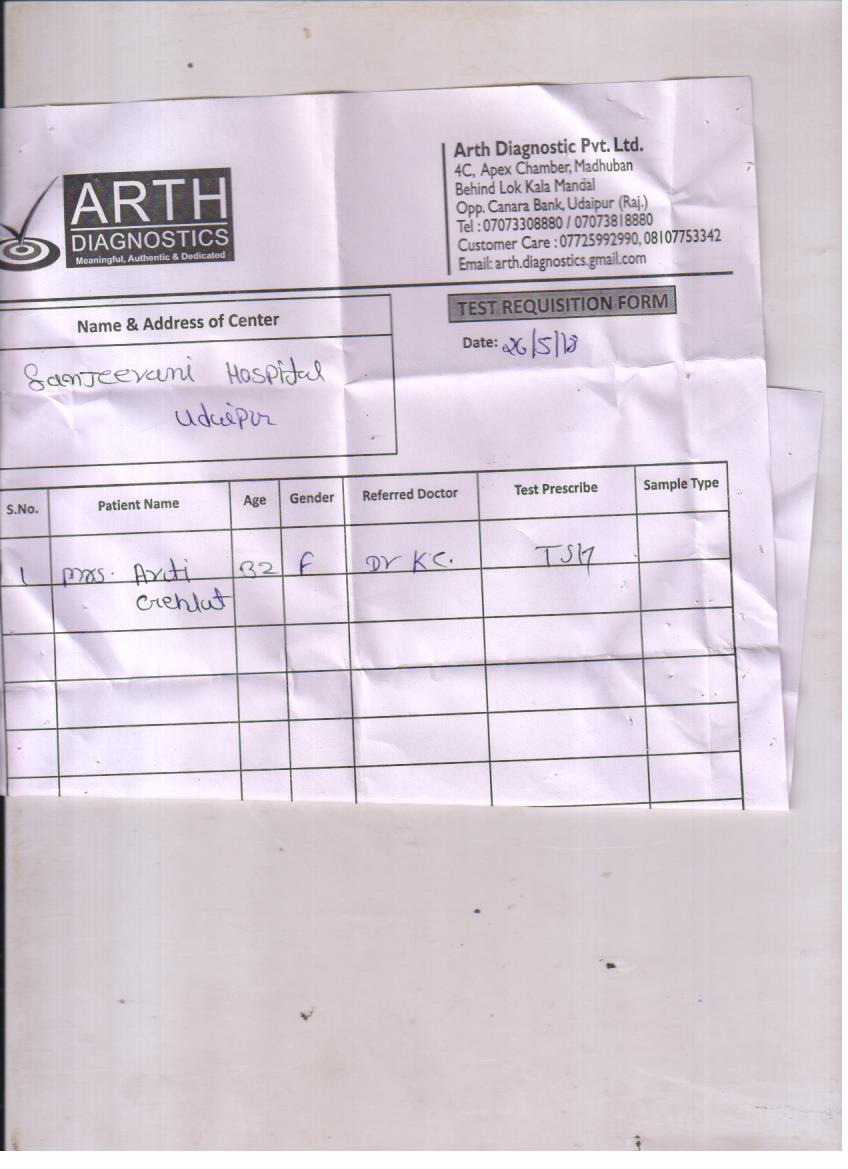 ARTH
DIAGNOSTICS
Meaningful, Authentic & Dedicated
Arth Diagnostic Pvt. Ltd.
4C, Apex Chamber, Madhuban
Behind Lok Kala Mandal
Opp. Canara Bank, Udaipur (Raj.)
Tel : 07073308880 / 07073818880
Customer Care : 07725992990, 08107753342
Email: arth.diagnostics.gmail.com
Name & Address of Center
TEST REQUISITION FORM
Date: 26/5/18
Sanjeevani Hospital
Udaipur
S.No. Patient Name Age Gender Referred Doctor Test Prescribe Sample Type
1 Mrs. Arti 32 F Dr K.C. TSH